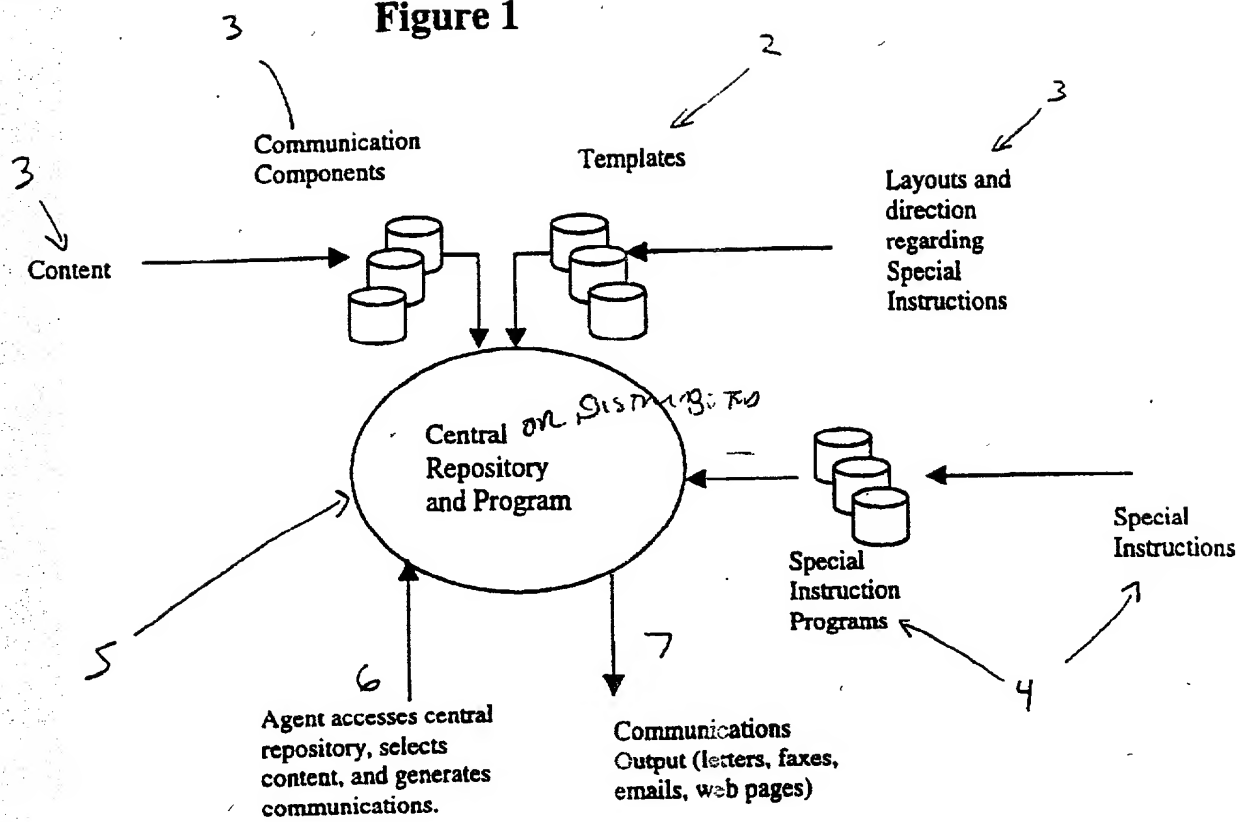 Figure 1
3
2
3
Communication
Components
Templates
3
Layouts and
direction
regarding
Special
Instructions
Content
Central or
Repository
and Program
Special
Instructions
Special
Instruction
Programs
5
6
7
4
Agent accesses central
repository, selects
content, and generates
communications.
Communications
Output (letters, faxes,
emails, web pages)